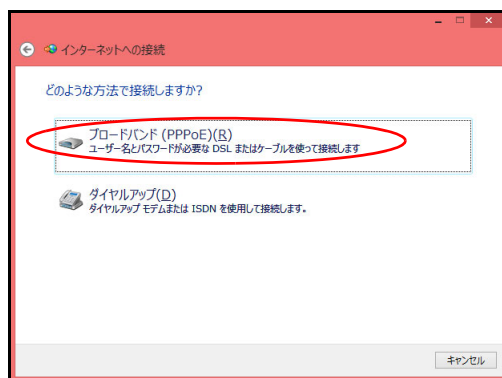 インターネットへの接続
どのような方法で接続しますか?
ブロードバンド (PPPoE)(R)
ユーザー名とパスワードが必要な DSL またはケーブルを使って接続します
ダイヤルアップ(D)
ダイヤルアップ モデムまたは ISDN を使用して接続します。
キャンセル